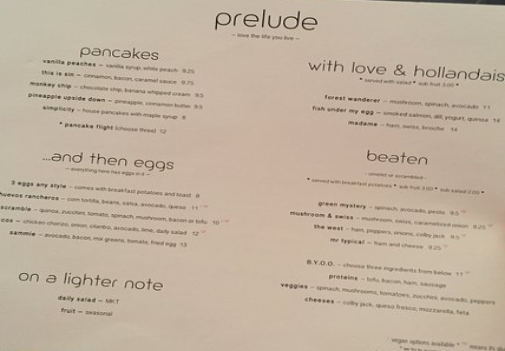 prelude
– love the life you live –
pancakes
vanilla peaches – vanilla syrup, white peach 9.25
this is sin – cinnamon, bacon, caramel sauce 9.75
monkey chip – chocolate chip, banana whipped cream 9.5
pineapple upside down – pineapple, cinnamon butter 9.5
simplicity – house pancakes with maple syrup 8
* pancake flight (choose three) 12
...and then eggs
– everything here has eggs in it –
3 eggs any style – comes with breakfast potatoes and toast 8
huevos rancheros – corn tortilla, beans, salsa, avocado, queso 11
scramble – quinoa, zucchini, tomato, spinach, mushroom, bacon or tofu 10
cos – chicken chorizo, onion, cilantro, avocado, lime, daily salad 12
sammie – avocado, bacon, mix greens, tomato, fried egg 13
on a lighter note
daily salad – MKT
fruit – seasonal
with love & hollandais
* served with salad * sub fruit 3.00 *
forest wanderer – mushroom, spinach, avocado 11
fish under my egg – smoked salmon, dill, yogurt, quinoa 14
madame – ham, swiss, brioche 14
beaten
- omelet or scrambled -
* served with breakfast potatoes * sub fruit 3.00 * sub salad 2.00 *
green mystery – spinach, avocado, pesto 9.5
mushroom & swiss – mushroom, swiss, caramelized onion 9.25
the west – ham, peppers, onions, colby jack 9.5
mr typical – ham and cheese 9.25
B.Y.O.O. – choose three ingredients from below 11
proteins – tofu, bacon, ham, sausage
veggies – spinach, mushrooms, tomatoes, zucchini, avocado, peppers
cheeses – colby jack, queso fresco, mozzarella, feta
vegan options available * means its